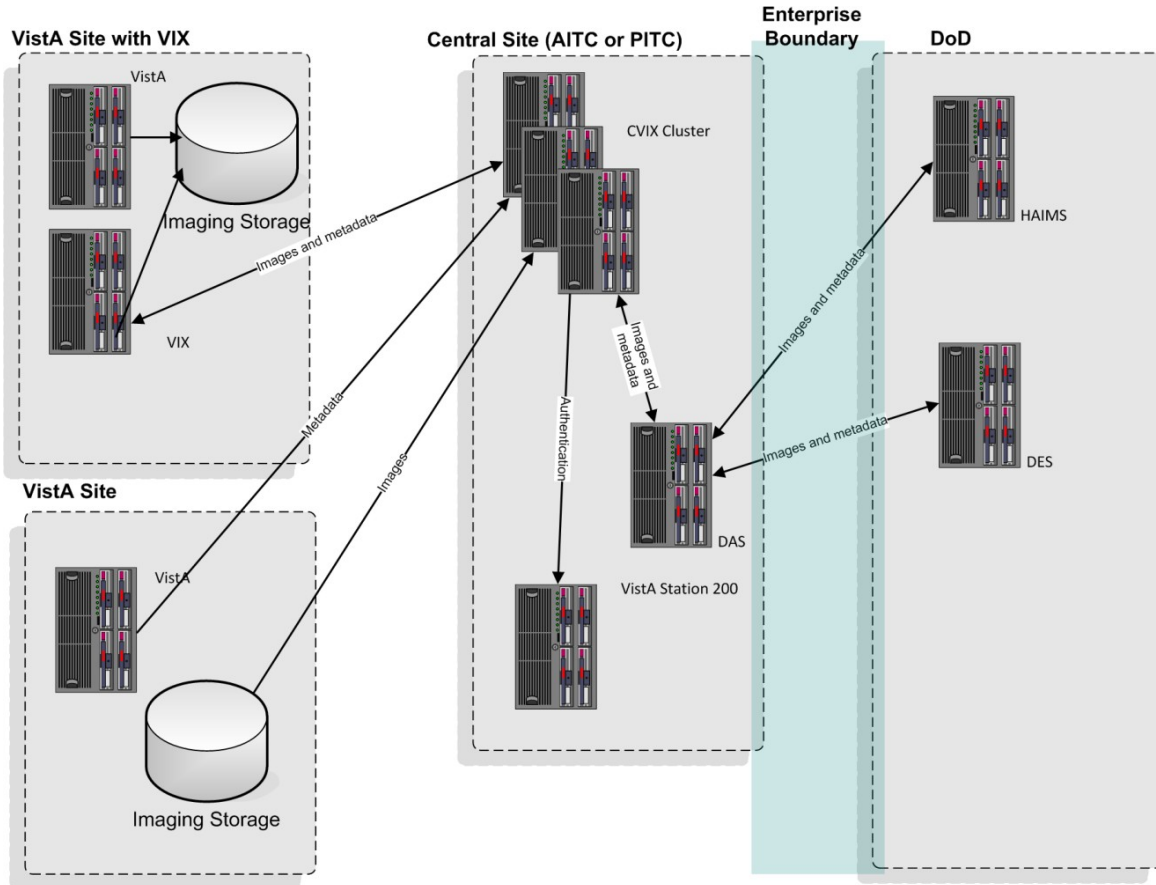 VistA Site with VIX
VistA
Imaging Storage
VIX
Images and metadata
Central Site (AITC or PITC)
CVIX Cluster
Enterprise
Boundary
DoD
HAIMS
Images and metadata
Images and
metadata
Authentication
Metadata
Images
Images and metadata
DES
DAS
VistA Station 200
VistA Site
VistA
Imaging Storage